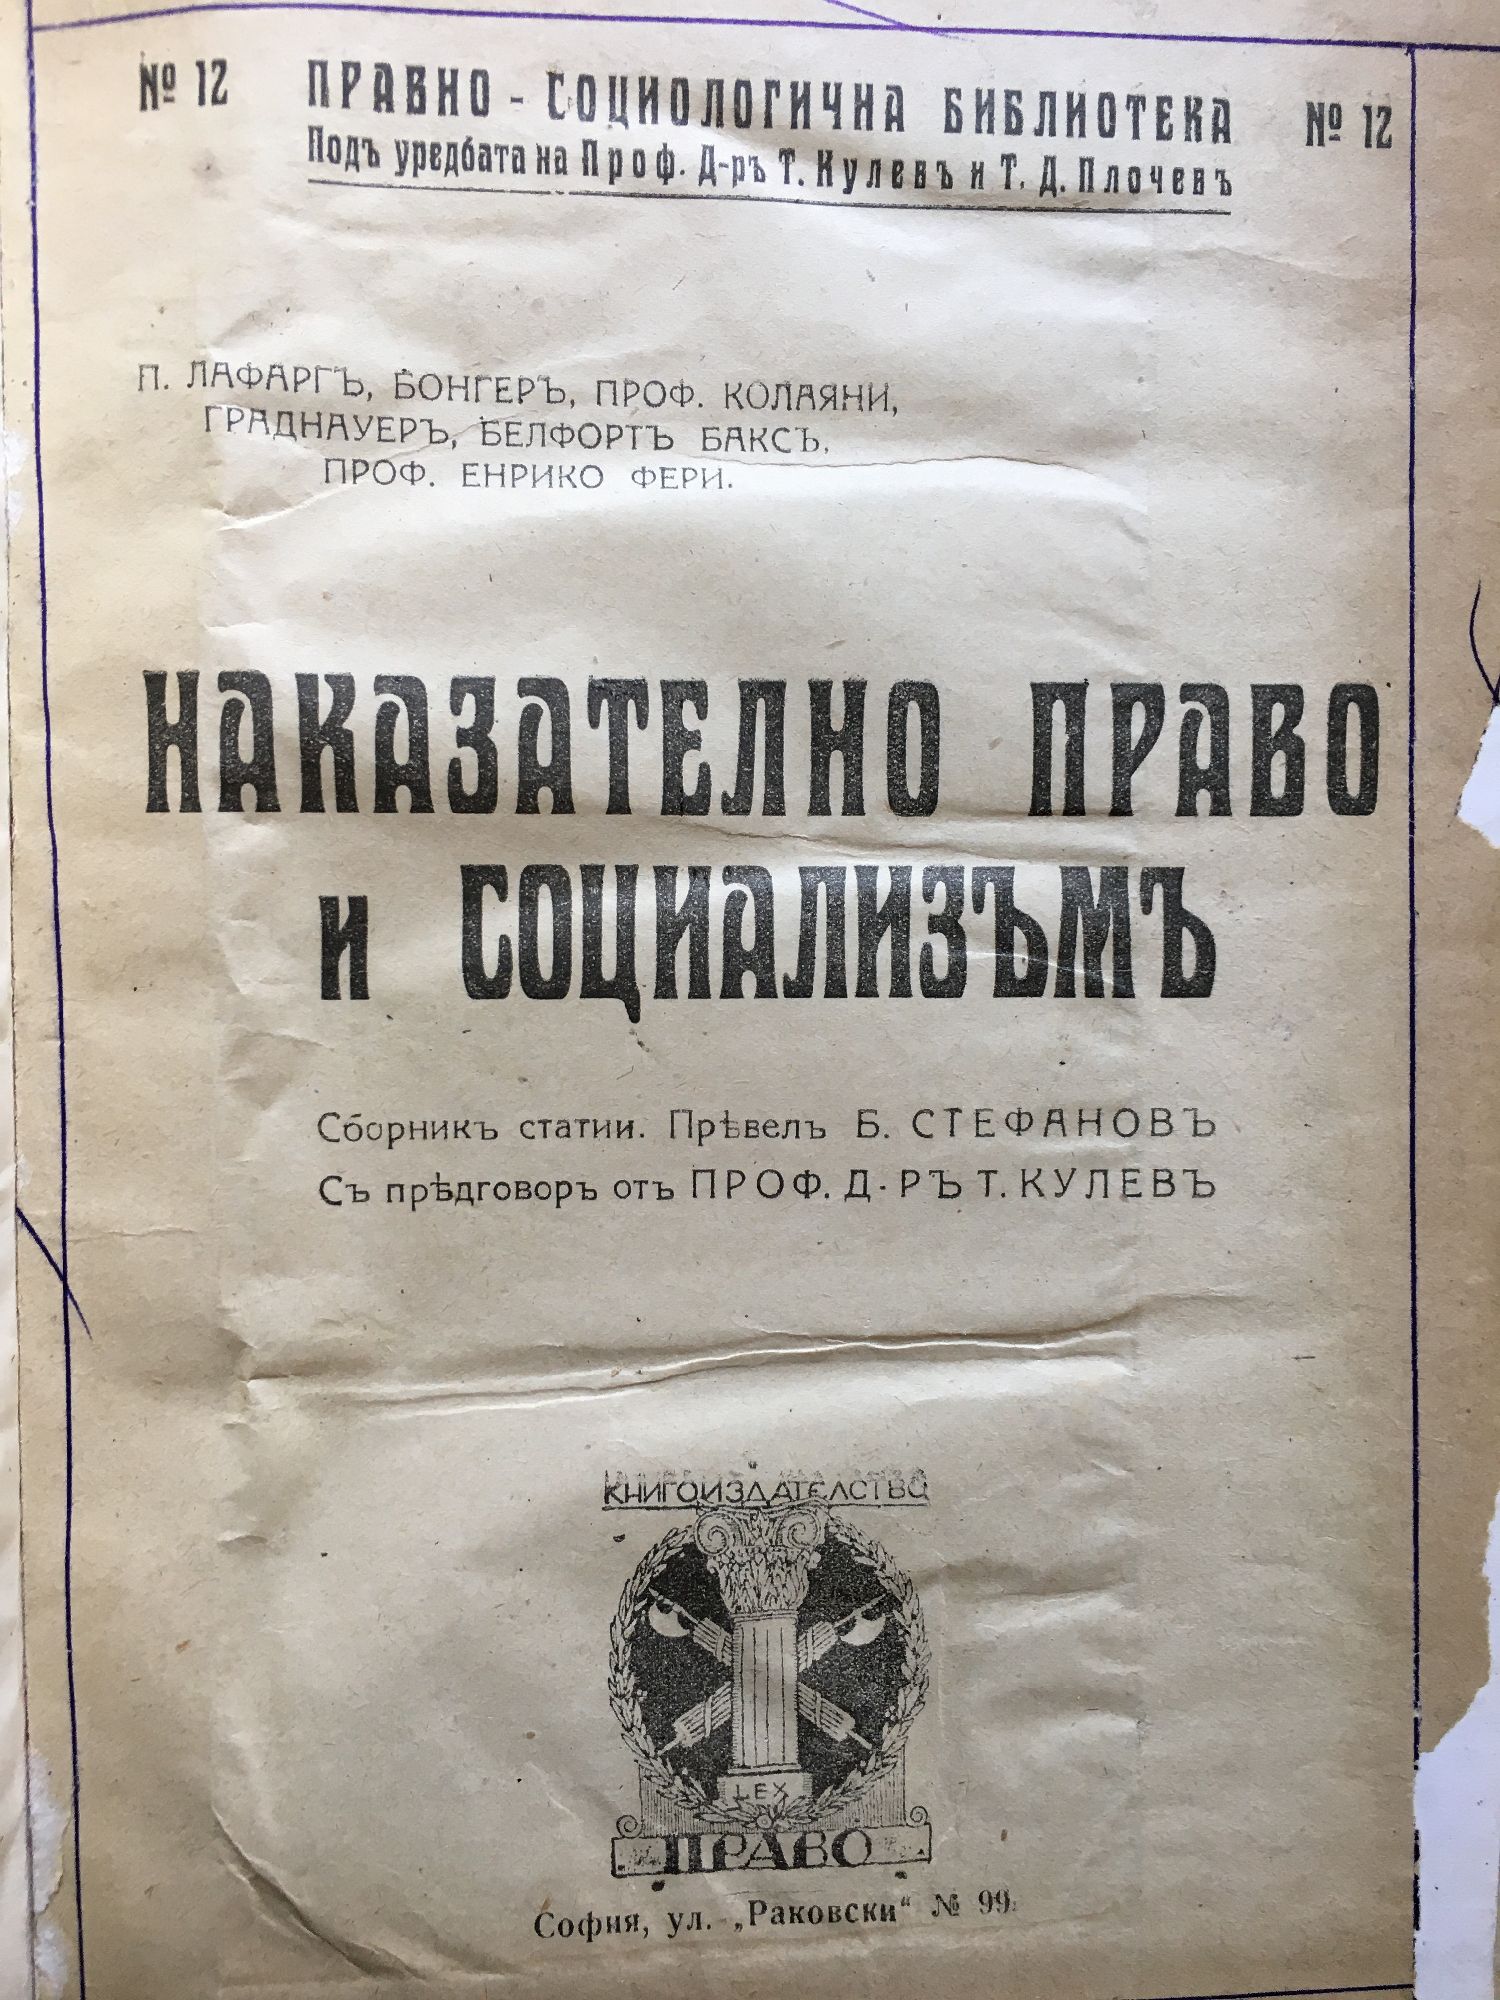 № 12 ПРАВНО - СОЦИОЛОГИЧНА БИБЛИОТЕКА № 12
Подъ уредбата на Проф. Д-ръ Т. Кулевъ и Т. Д. Плочевъ
П. ЛАФАРГЪ, БОНГЕРЪ, ПРОФ. КОЛАЯНИ,
ГРАДНАУЕРЪ, БЕЛФОРТЪ БАКСЪ,
ПРОФ. ЕНРИКО ФЕРИ.
НАКАЗАТЕЛНО ПРАВО
и СОЦИАЛИЗЪМЪ
Сборникъ статии. Прѣвелъ Б. СТЕФАНОВЪ
Съ прѣдговоръ отъ ПРОФ. Д-РЪ Т. КУЛЕВЪ
КНИГОИЗДАТЕЛСТВО
LEX
ПРАВО
София, ул. „Раковски“ № 99.